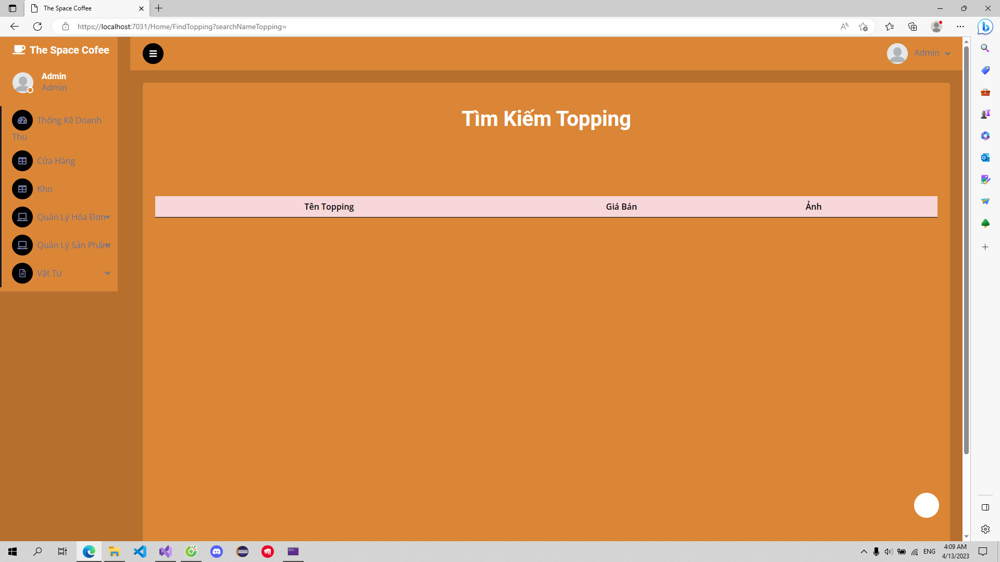 The Space Coffee
https://localhost:7031/Home/FindTopping?searchNameTopping=
The Space Cofee
Admin
Admin
Admin
Thống Kê Doanh
Thu
Cửa Hàng
Kho
Quản Lý Hóa Đơn
Quản Lý Sản Phẩm
Vật Tư
Tìm Kiếm Topping
Tên Topping Giá Bán Ảnh
ENG
4:09 AM
4/13/2023